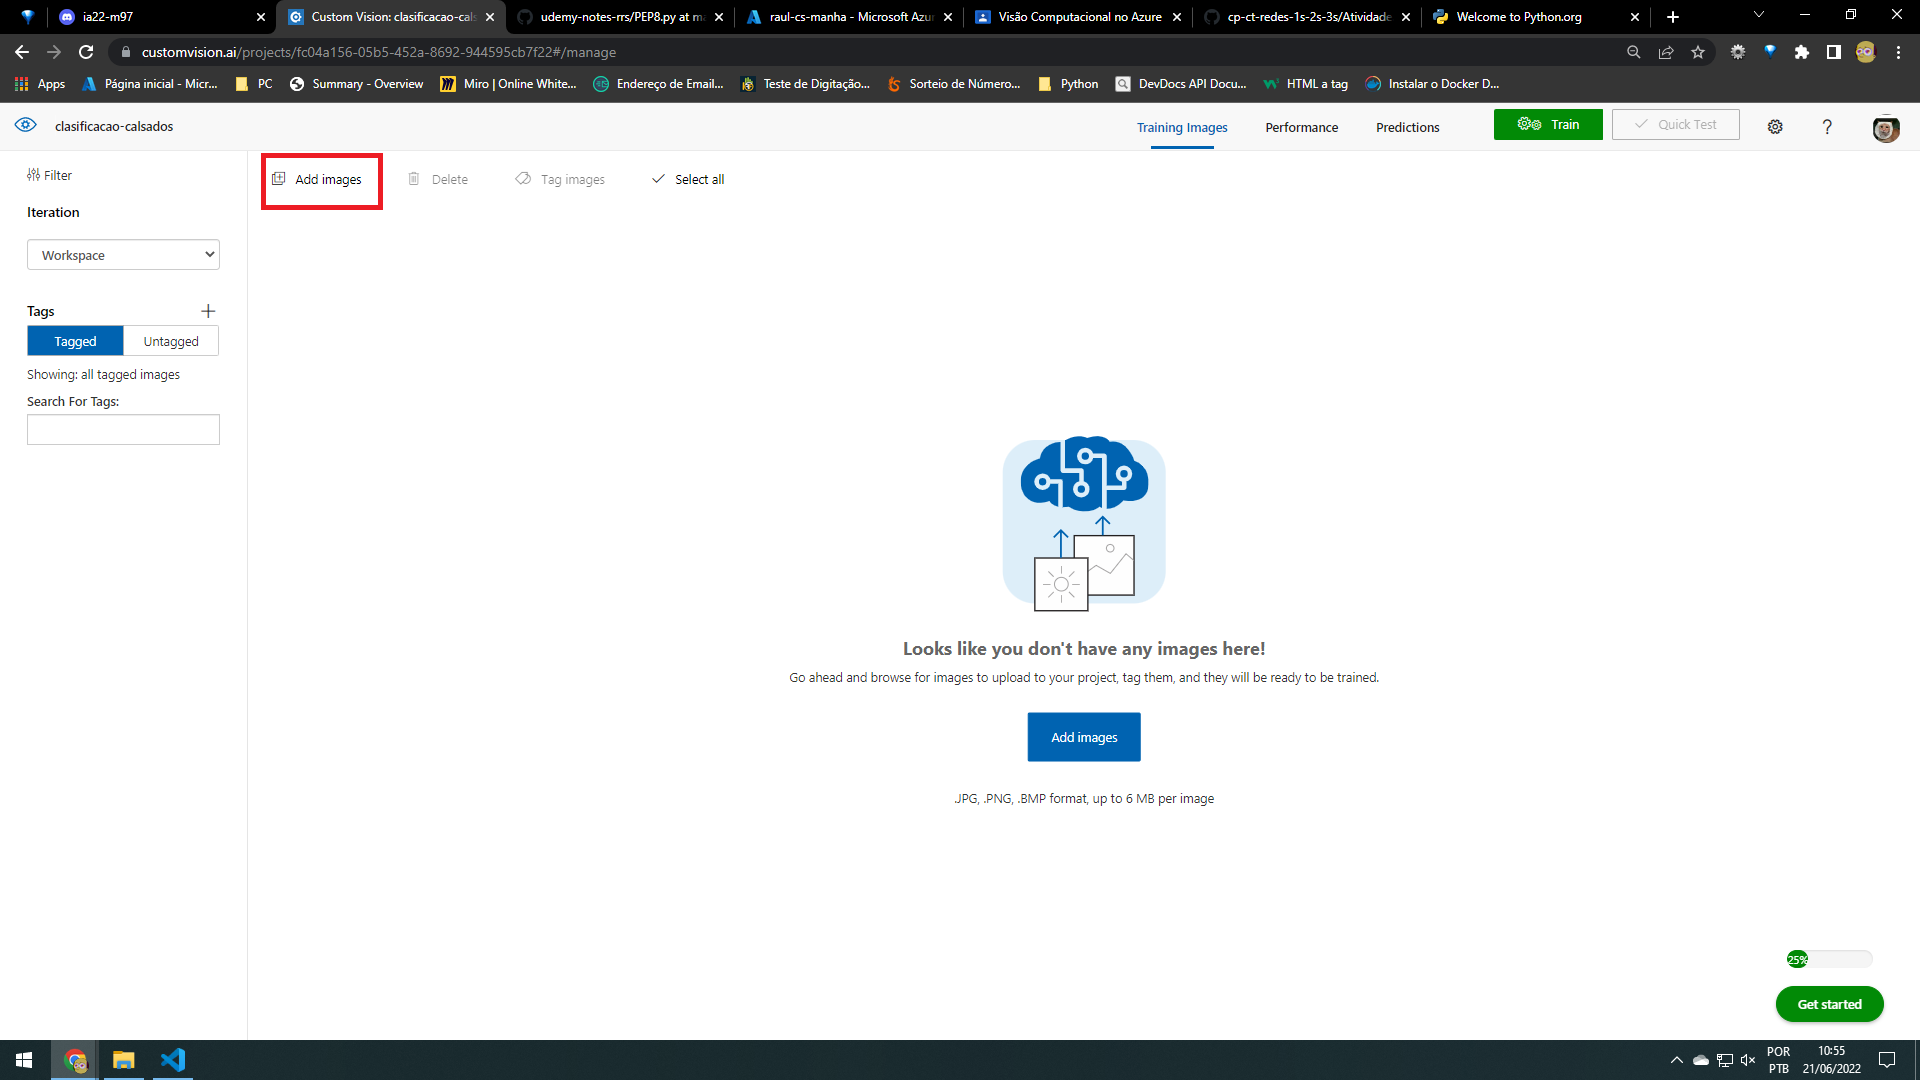 ia22-m97
Custom Vision: clasificacao-cals
udemy-notes-rrs/PEP8.py at m
raul-cs-manha - Microsoft Azu
Visão Computacional no Azure
cp-ct-redes-1s-2s-3s/Atividade
Welcome to Python.org
customvision.ai/projects/fc04a156-05b5-452a-8692-944595cb7f22#/manage
Apps
Página inicial - Micr...
PC
Summary - Overview
Miro | Online White...
Endereço de Email...
Teste de Digitação...
Sorteio de Número...
Python
DevDocs API Docu...
HTML a tag
Instalar o Docker D...
clasificacao-calsados
Training Images
Performance
Predictions
Train
Quick Test
?
Filter
Add images
Delete
Tag images
Select all
Iteration
Workspace
Tags
Tagged
Untagged
Showing: all tagged images
Search For Tags:
Looks like you don't have any images here!
Go ahead and browse for images to upload to your project, tag them, and they will be ready to be trained.
Add images
.JPG, .PNG, .BMP format, up to 6 MB per image
25%
Get started
POR
PTB
10:55
21/06/2022